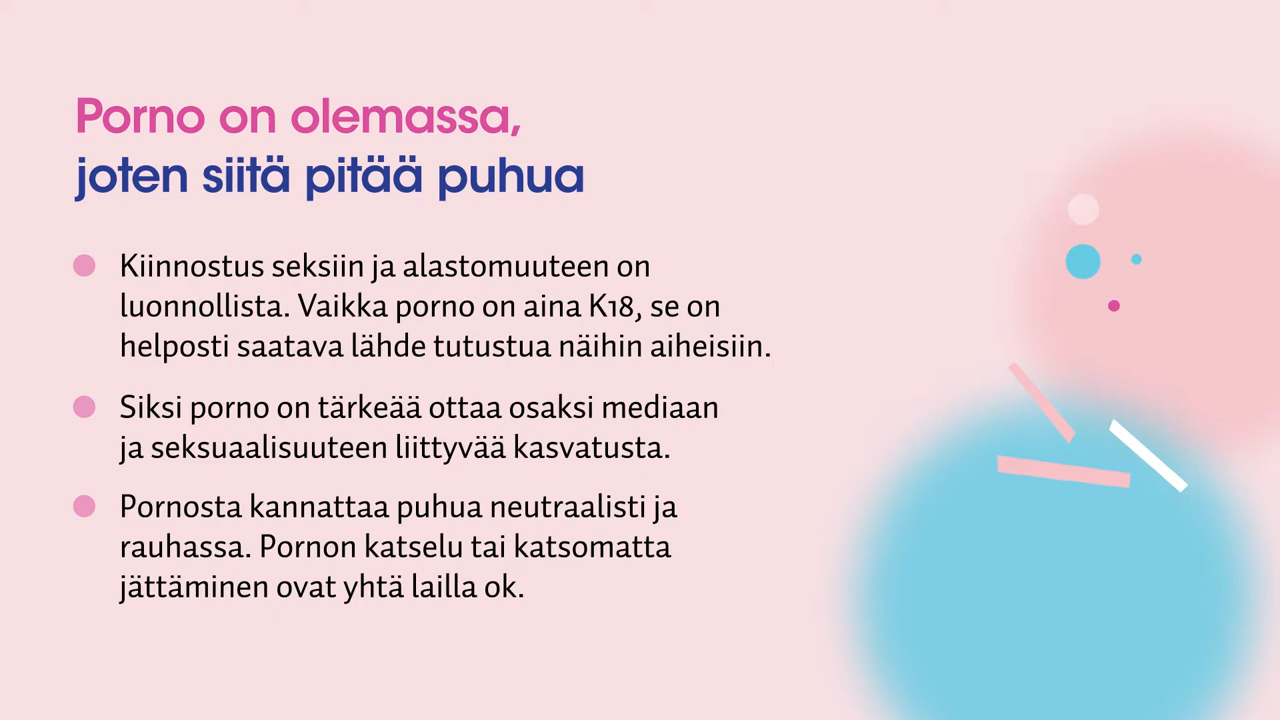 Porno on olemassa,
joten siitä pitää puhua
Kiinnostus seksiin ja alastomuuteen on
luonnollista. Vaikka porno on aina K18, se on
helposti saatava lähde tutustua näihin aiheisiin.
Siksi porno on tärkeää ottaa osaksi mediaan
ja seksuaalisuuteen liittyvää kasvatusta.
Pornosta kannattaa puhua neutraalisti ja
rauhassa. Pornon katselu tai katsomatta
jättäminen ovat yhtä lailla ok.